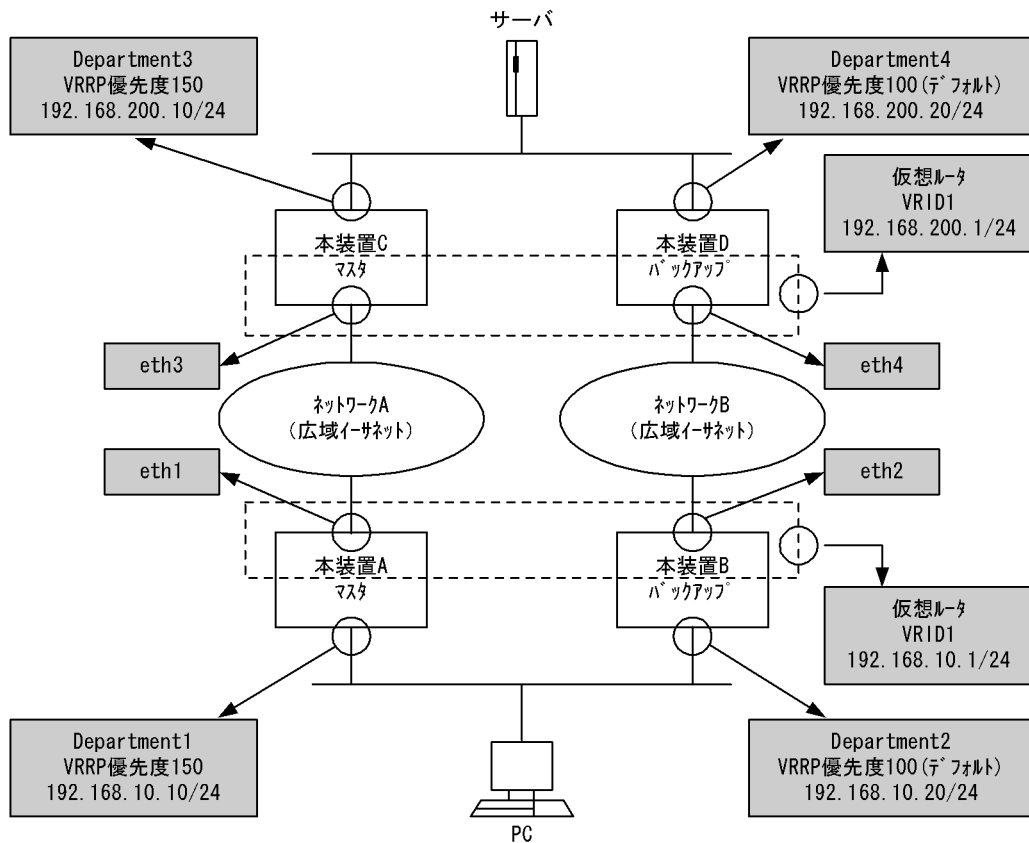 サーバ
Department3
VRRP優先度150
192.168.200.10/24
Department4
VRRP優先度100(ﾃﾞﾌｫﾙﾄ)
192.168.200.20/24
仮想ﾙｰﾀ
VRID1
192.168.200.1/24
本装置C
ﾏｽﾀ
本装置D
ﾊﾞｯｸｱｯﾌﾟ
eth3
eth4
ﾈｯﾄﾜｰｸA
(広域ｲｰｻﾈｯﾄ)
ﾈｯﾄﾜｰｸB
(広域ｲｰｻﾈｯﾄ)
eth1
eth2
本装置A
ﾏｽﾀ
本装置B
ﾊﾞｯｸｱｯﾌﾟ
仮想ﾙｰﾀ
VRID1
192.168.10.1/24
Department1
VRRP優先度150
192.168.10.10/24
Department2
VRRP優先度100(ﾃﾞﾌｫﾙﾄ)
192.168.10.20/24
PC